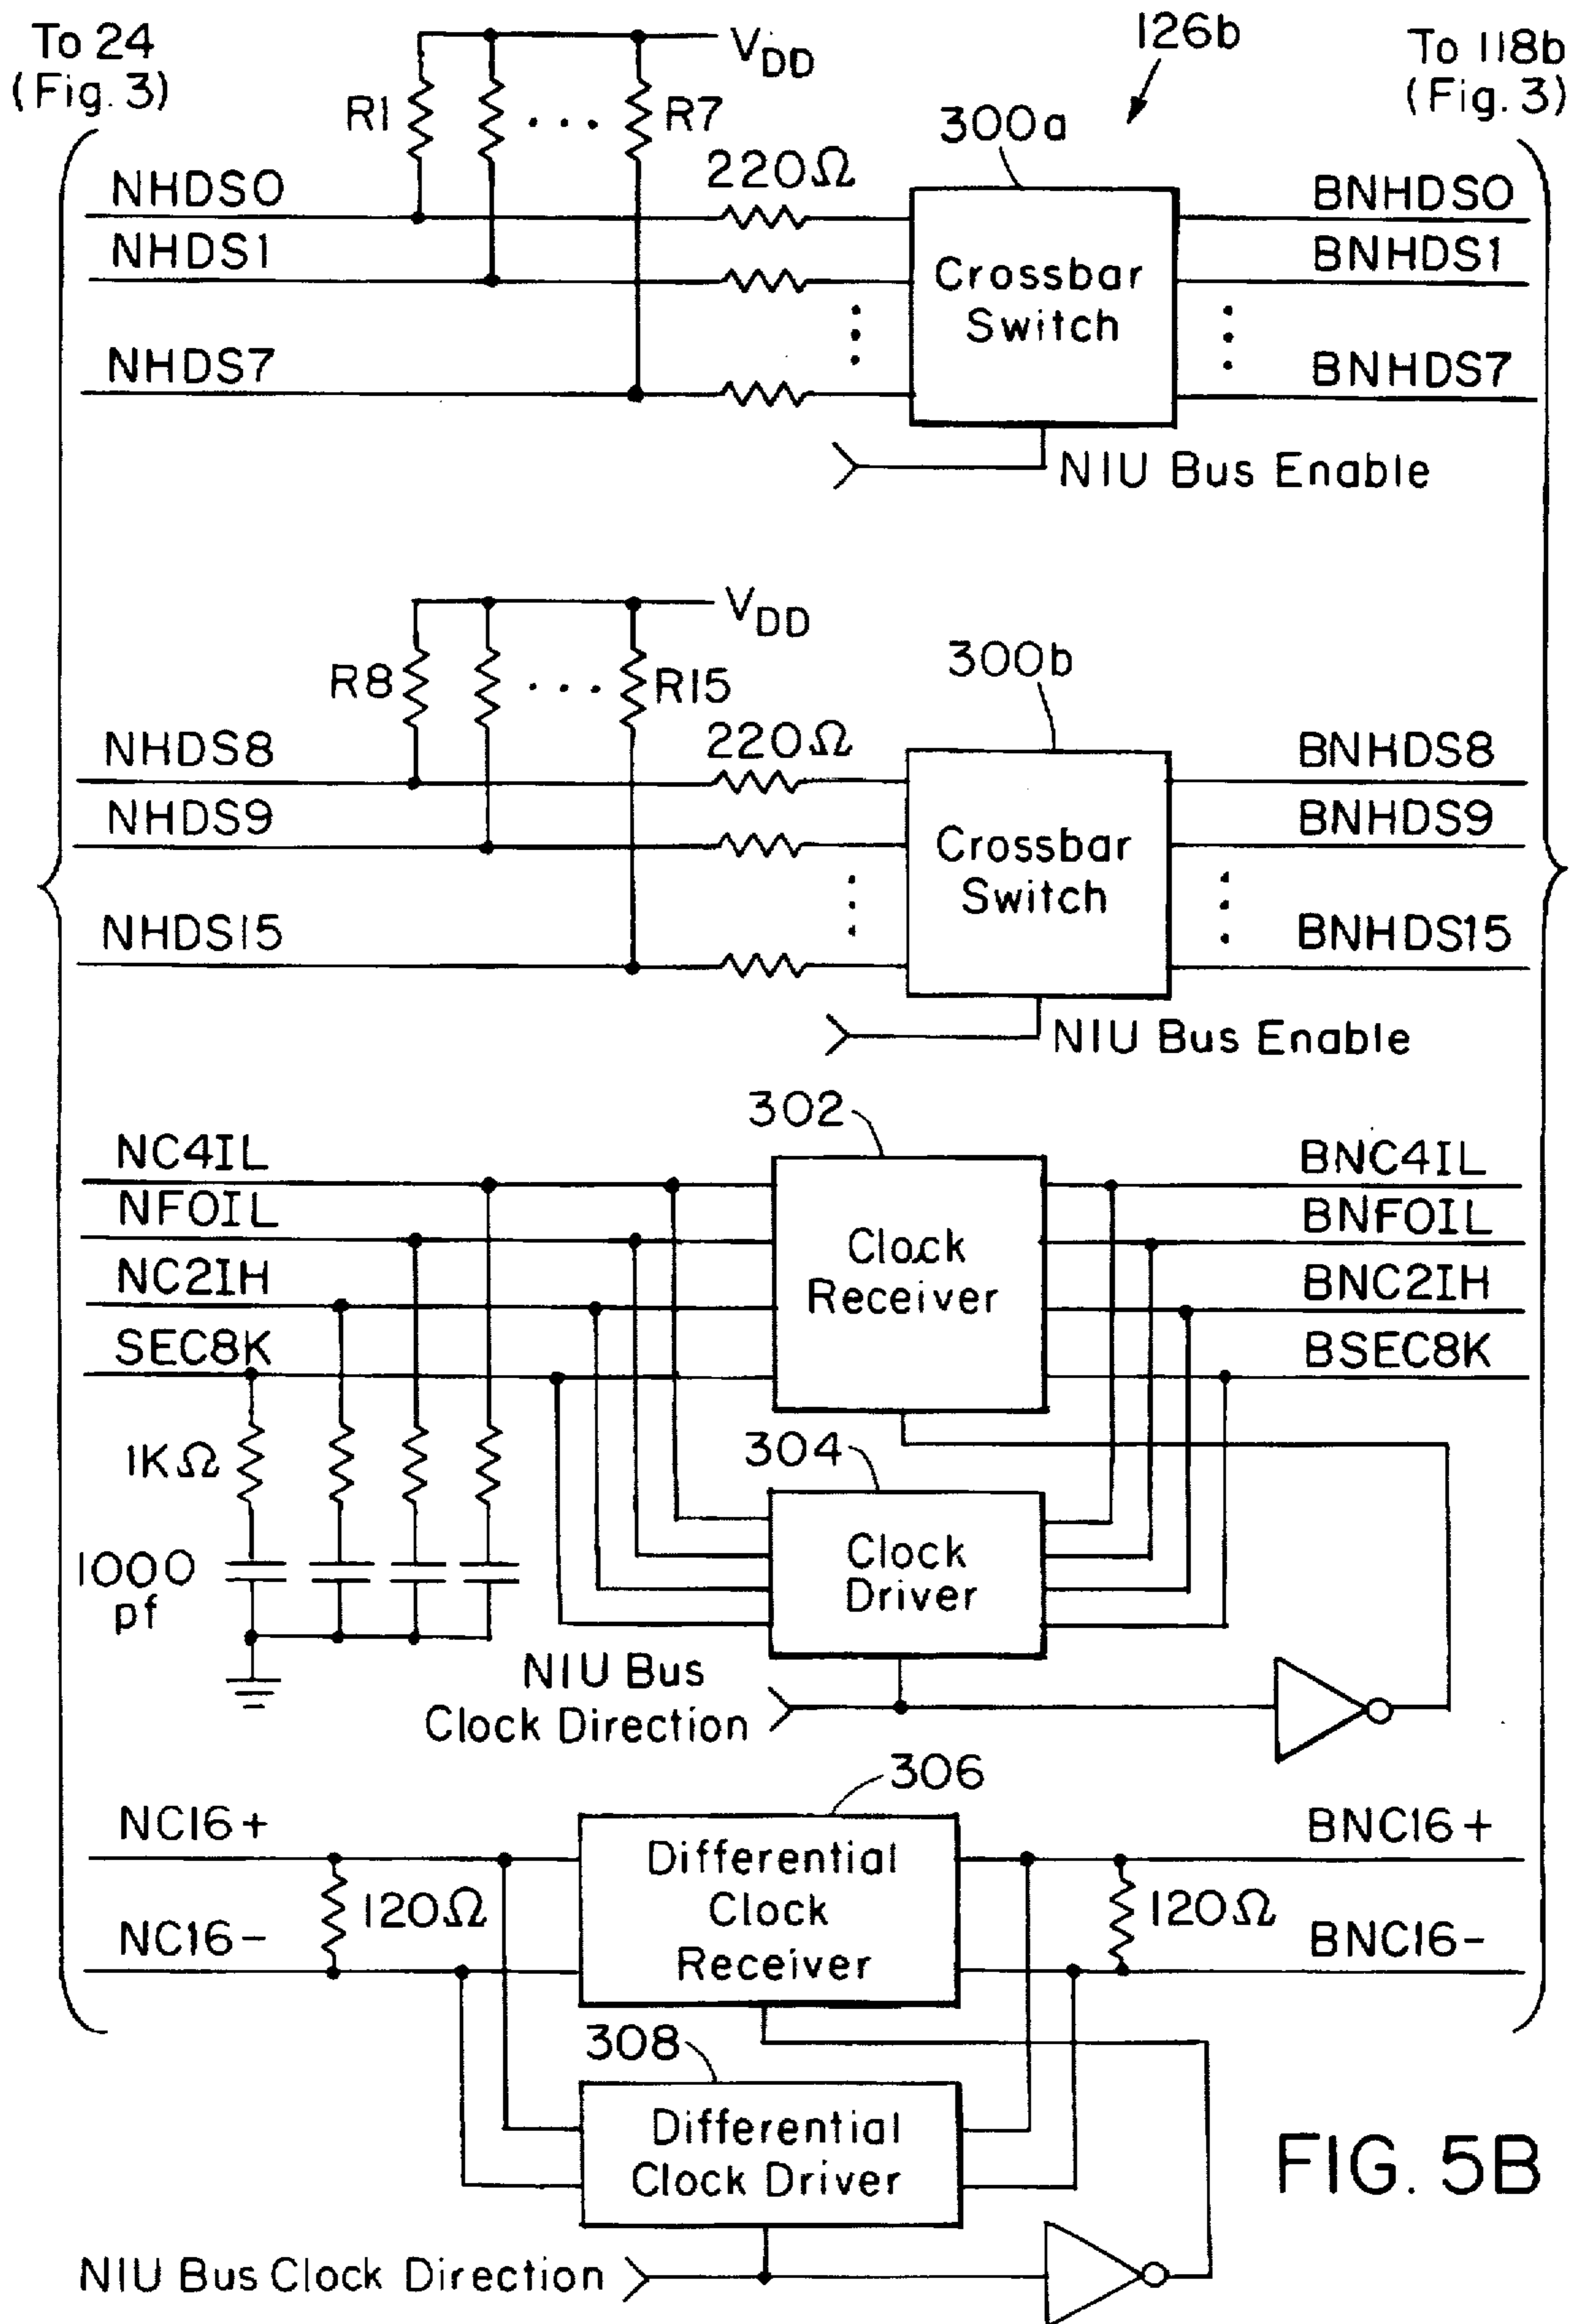 To 24
(Fig. 3)
126b
To 118b
(Fig. 3)
VDD
R1
R7
300a
220Ω
NHDS0
BNHDS0
NHDS1
BNHDS1
Crossbar
Switch
NHDS7
BNHDS7
NIU Bus Enable
VDD
R8
R15
300b
220Ω
NHDS8
BNHDS8
NHDS9
BNHDS9
Crossbar
Switch
NHDS15
BNHDS15
NIU Bus Enable
302
NC4IL
BNC4IL
NF0IL
BNF0IL
Clock
Receiver
NC2IH
BNC2IH
SEC8K
BSEC8K
304
1KΩ
1000
pf
Clock
Driver
NIU Bus
Clock Direction
306
NC16+
BNC16+
Differential
Clock
Receiver
120Ω
120Ω
NC16-
BNC16-
308
Differential
Clock Driver
FIG. 5B
NIU Bus Clock Direction